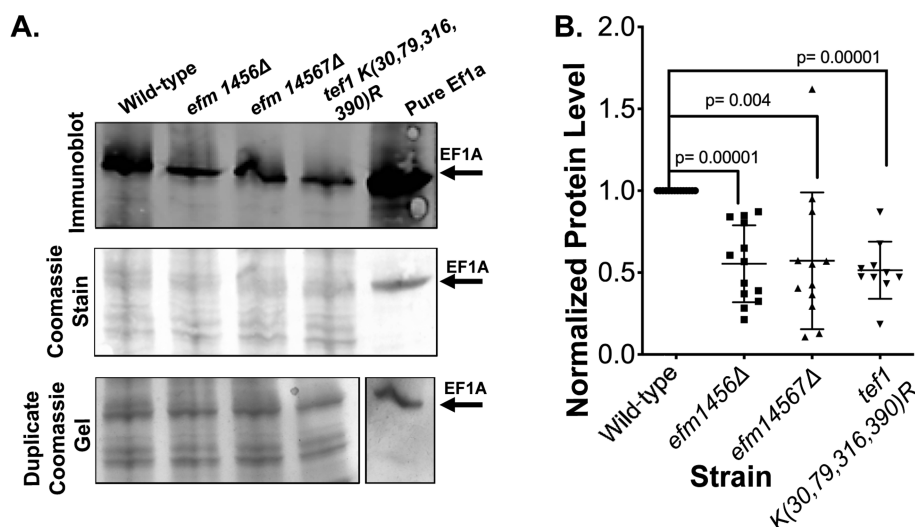 A.
Wild-type
efm 1456Δ
efm 14567Δ
tef1 K(30,79,316,
390)R
Pure Ef1a
Immunoblot
EF1A
Coomassie
Stain
EF1A
Duplicate
Coomassie
Gel
EF1A
B.
Normalized Protein Level
2.0
1.5
1.0
0.5
0.0
p= 0.00001
p= 0.004
p= 0.00001
Wild-type
efm1456Δ
efm14567Δ
tef1
K(30,79,316,390)R
Strain